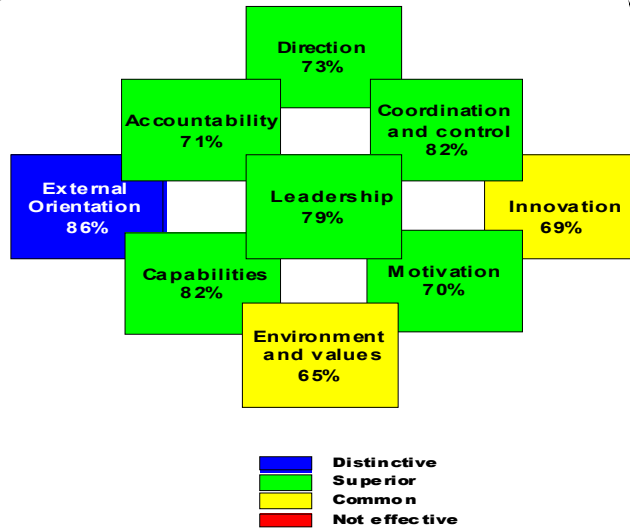 Direction
73%
Accountability
71%
Coordination
and control
82%
External
Orientation
86%
Leadership
79%
Innovation
69%
Capabilities
82%
Motivation
70%
Environment
and values
65%
Distinctive
Superior
Common
Not effective